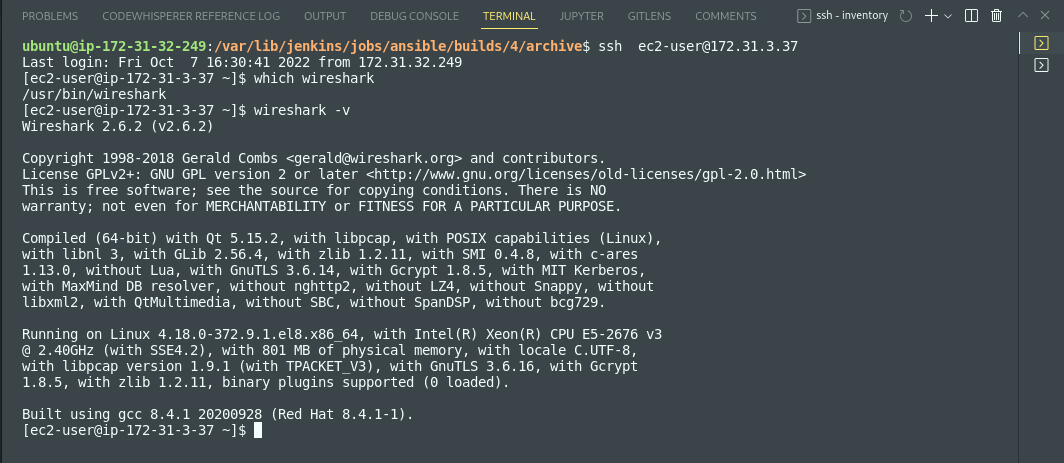 PROBLEMS CODEWHISPERER REFERENCE LOG OUTPUT DEBUG CONSOLE TERMINAL JUPYTER GITLENS COMMENTS ssh - inventory
ubuntu@ip-172-31-32-249:/var/lib/jenkins/jobs/ansible/builds/4/archive$ ssh  ec2-user@172.31.3.37
Last login: Fri Oct  7 16:30:41 2022 from 172.31.32.249
[ec2-user@ip-172-31-3-37 ~]$ which wireshark
/usr/bin/wireshark
[ec2-user@ip-172-31-3-37 ~]$ wireshark -v
Wireshark 2.6.2 (v2.6.2)

Copyright 1998-2018 Gerald Combs <gerald@wireshark.org> and contributors.
License GPLv2+: GNU GPL version 2 or later <http://www.gnu.org/licenses/old-licenses/gpl-2.0.html>
This is free software; see the source for copying conditions. There is NO
warranty; not even for MERCHANTABILITY or FITNESS FOR A PARTICULAR PURPOSE.

Compiled (64-bit) with Qt 5.15.2, with libpcap, with POSIX capabilities (Linux),
with libnl 3, with GLib 2.56.4, with zlib 1.2.11, with SMI 0.4.8, with c-ares
1.13.0, without Lua, with GnuTLS 3.6.14, with Gcrypt 1.8.5, with MIT Kerberos,
with MaxMind DB resolver, without nghttp2, without LZ4, without Snappy, without
libxml2, with QtMultimedia, without SBC, without SpanDSP, without bcg729.

Running on Linux 4.18.0-372.9.1.el8.x86_64, with Intel(R) Xeon(R) CPU E5-2676 v3
@ 2.40GHz (with SSE4.2), with 801 MB of physical memory, with locale C.UTF-8,
with libpcap version 1.9.1 (with TPACKET_V3), with GnuTLS 3.6.16, with Gcrypt
1.8.5, with zlib 1.2.11, binary plugins supported (0 loaded).

Built using gcc 8.4.1 20200928 (Red Hat 8.4.1-1).
[ec2-user@ip-172-31-3-37 ~]$